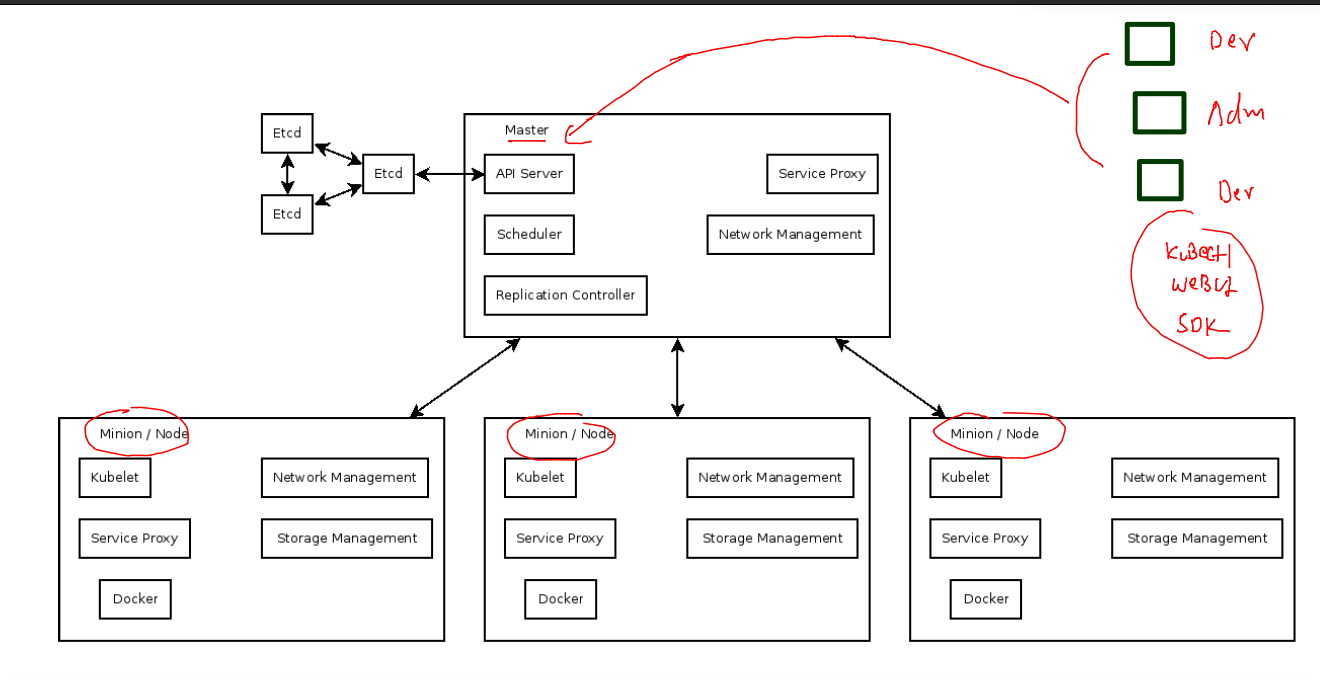 Dev
Adm
Dev
KuBectl
WeBUI
SDK
Etcd
Etcd
Etcd
Master
API Server
Service Proxy
Scheduler
Network Management
Replication Controller
Minion / Node
Kubelet
Network Management
Service Proxy
Storage Management
Docker
Minion / Node
Kubelet
Network Management
Service Proxy
Storage Management
Docker
Minion / Node
Kubelet
Network Management
Service Proxy
Storage Management
Docker